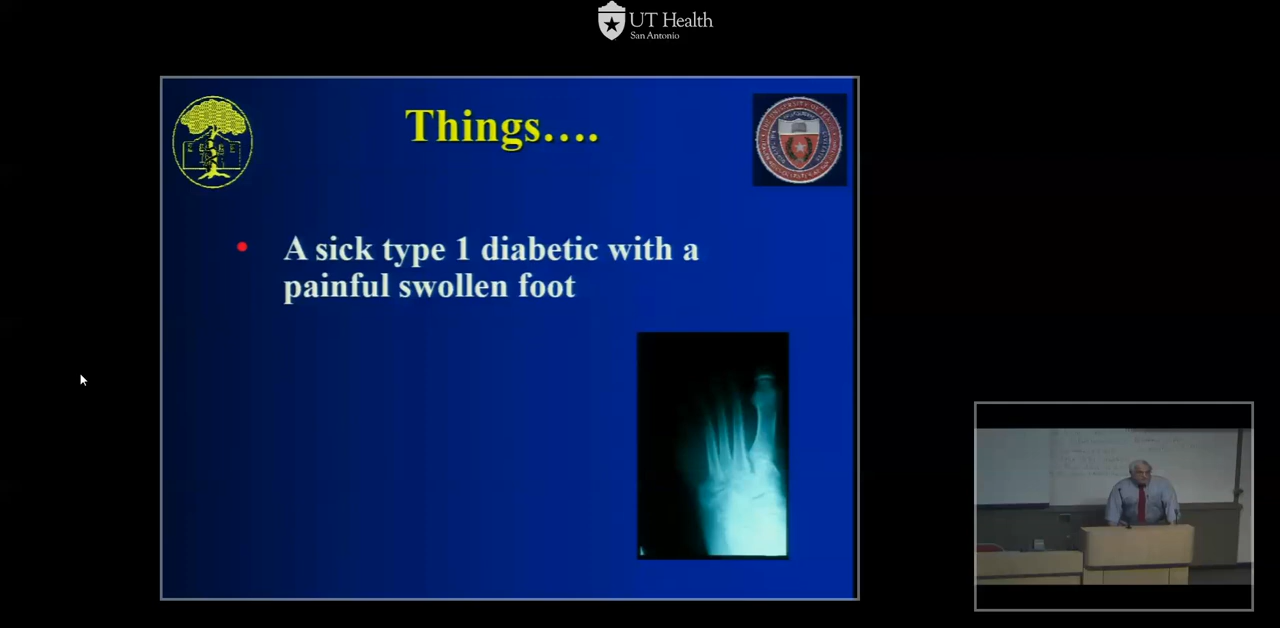 UT Health
San Antonio
Things….
• A sick type 1 diabetic with a
painful swollen foot